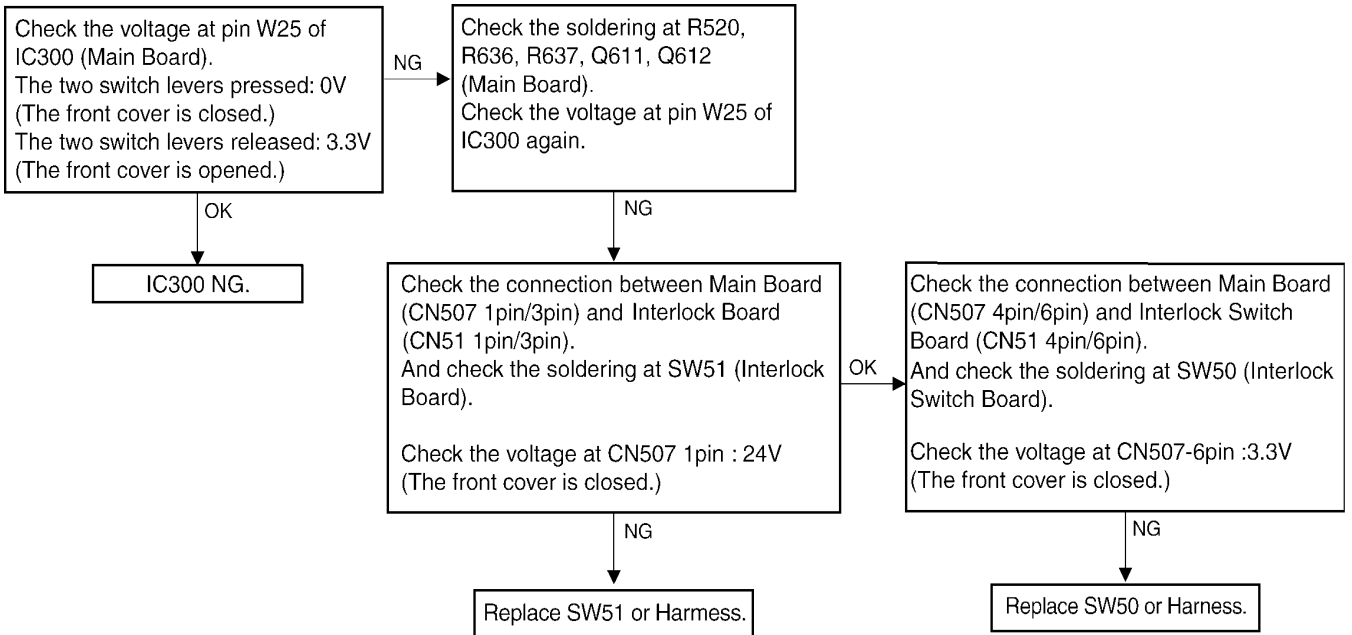 Check the voltage at pin W25 of
IC300 (Main Board).
The two switch levers pressed: 0V
(The front cover is closed.)
The two switch levers released: 3.3V
(The front cover is opened.)
NG
Check the soldering at R520,
R636, R637, Q611, Q612
(Main Board).
Check the voltage at pin W25 of
IC300 again.
OK
IC300 NG.
NG
Check the connection between Main Board
(CN507 1pin/3pin) and Interlock Board
(CN51 1pin/3pin).
And check the soldering at SW51 (Interlock
Board).
Check the voltage at CN507 1pin : 24V
(The front cover is closed.)
OK
Check the connection between Main Board
(CN507 4pin/6pin) and Interlock Switch
Board (CN51 4pin/6pin).
And check the soldering at SW50 (Interlock
Switch Board).
Check the voltage at CN507-6pin :3.3V
(The front cover is closed.)
NG
Replace SW51 or Harmess.
NG
Replace SW50 or Harness.